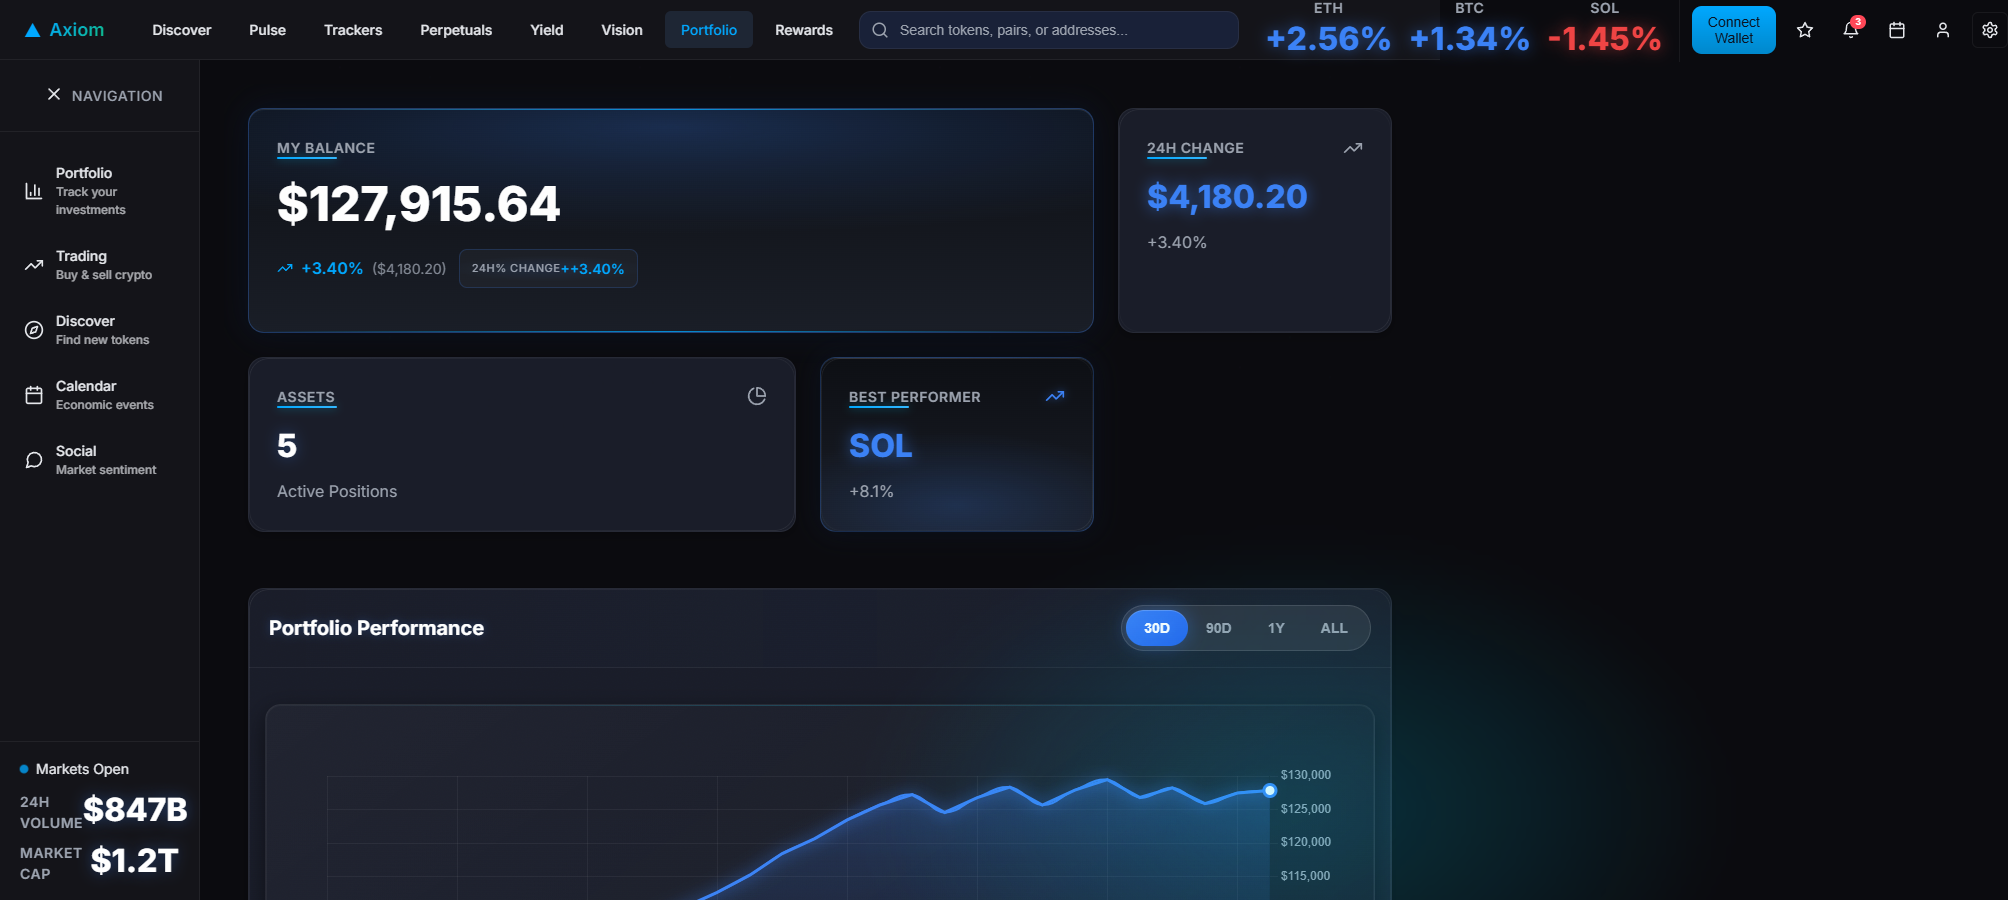 Axiom
Discover
Pulse
Trackers
Perpetuals
Yield
Vision
Portfolio
Rewards
Search tokens, pairs, or addresses...
ETH
+2.56%
BTC
+1.34%
SOL
-1.45%
Connect
Wallet
3
NAVIGATION
Portfolio
Track your
investments
Trading
Buy & sell crypto
Discover
Find new tokens
Calendar
Economic events
Social
Market sentiment
Markets Open
24H
VOLUME
$847B
MARKET
CAP
$1.2T
MY BALANCE
$127,915.64
+3.40% ($4,180.20) 24H% CHANGE++3.40%
24H CHANGE
$4,180.20
+3.40%
ASSETS
5
Active Positions
BEST PERFORMER
SOL
+8.1%
Portfolio Performance
30D
90D
1Y
ALL
$130,000
$125,000
$120,000
$115,000